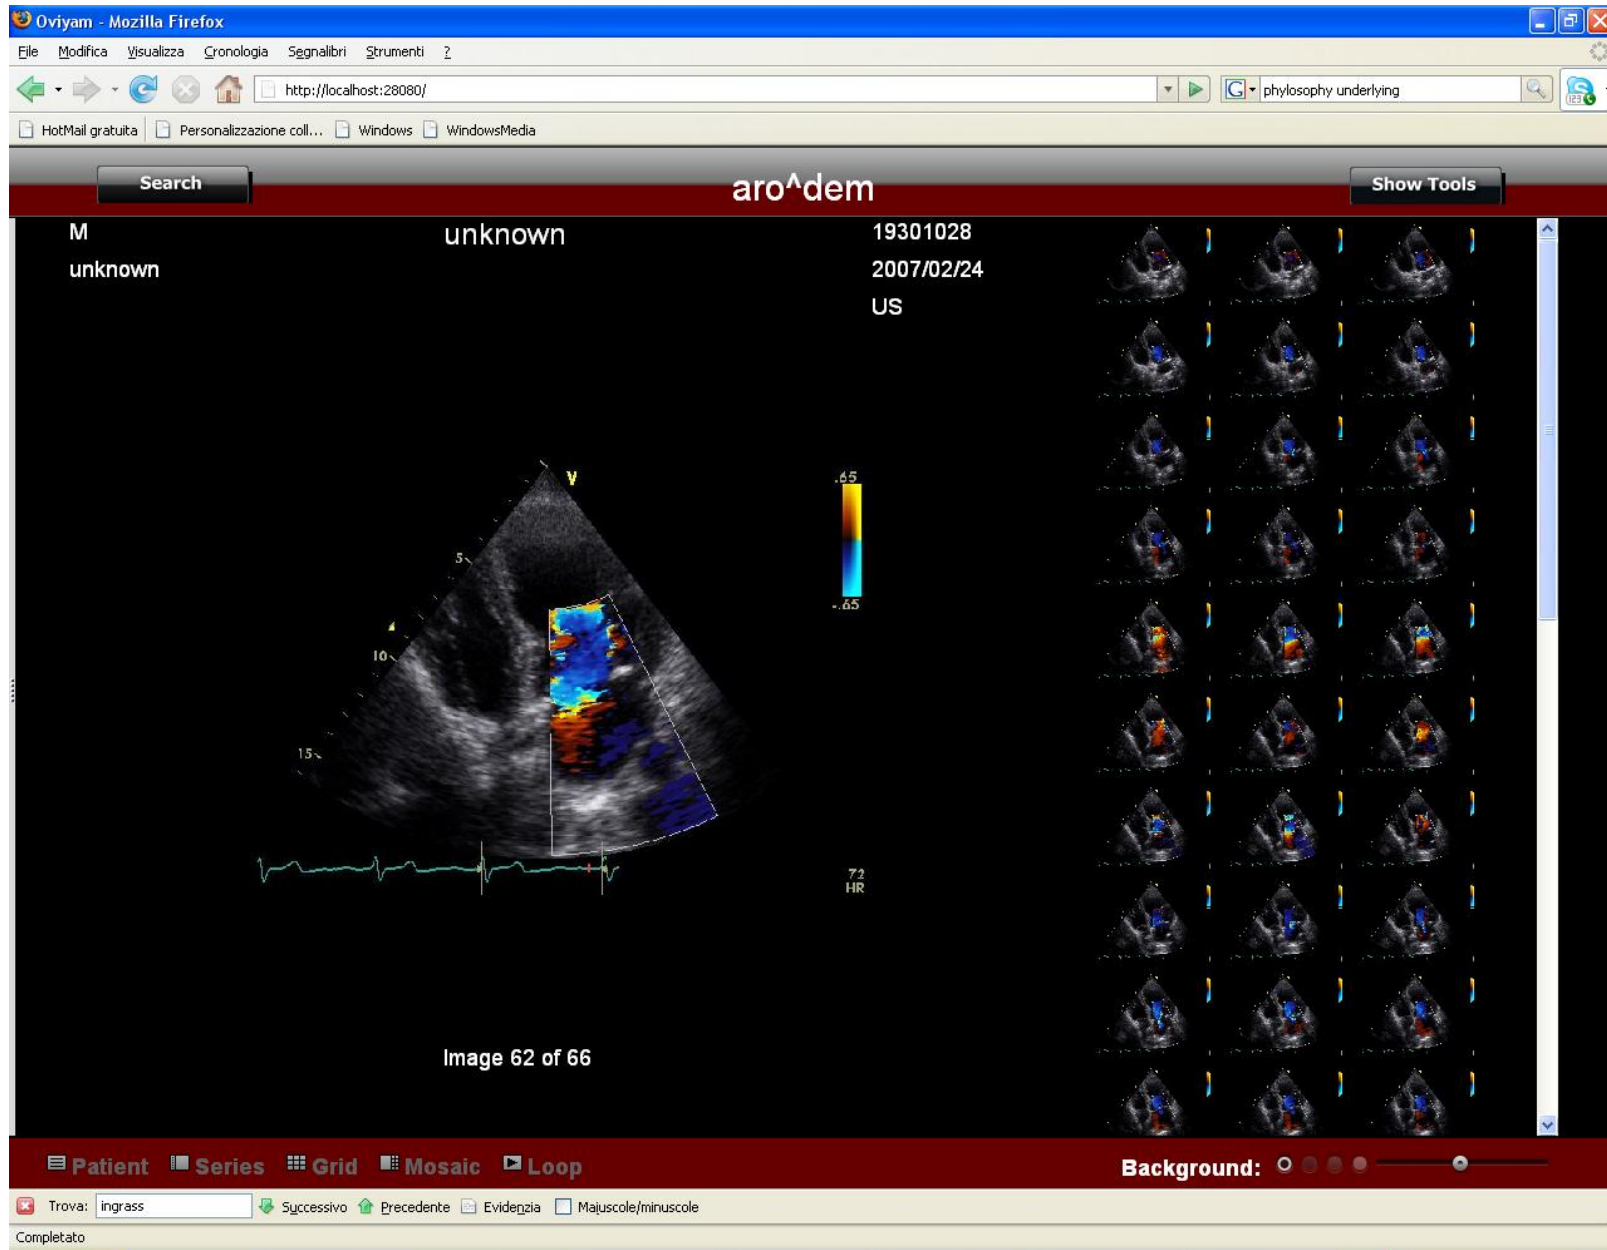 Oviyam - Mozilla Firefox
File Modifica Visualizza Cronologia Segnalibri Strumenti ?
http://localhost:28080/ G phylosophy underlying
HotMail gratuita Personalizzazione coll... Windows WindowsMedia
Search aro^dem Show Tools
M unknown 19301028
unknown 2007/02/24
US
V .65
5
-.65
10
15
72
HR
Image 62 of 66
Patient Series Grid Mosaic Loop Background:
Trova: ingrass Successivo Precedente Evidenzia Maiuscole/minuscole
Completato